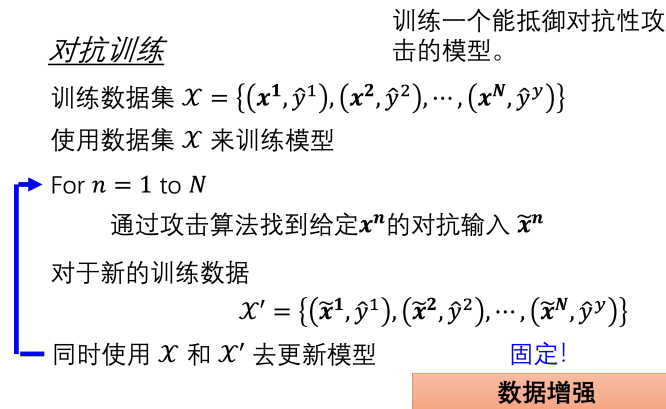 训练一个能抵御对抗性攻
击的模型。
对抗训练
训练数据集 𝒳 = {(𝒙¹, ŷ¹), (𝒙², ŷ²), ⋯, (𝒙ᴺ, ŷʸ)}
使用数据集 𝒳 来训练模型
For n = 1 to N
通过攻击算法找到给定𝒙ⁿ的对抗输入 𝒙̃ⁿ
对于新的训练数据
𝒳′ = {(𝒙̃¹, ŷ¹), (𝒙̃², ŷ²), ⋯, (𝒙̃ᴺ, ŷʸ)}
同时使用 𝒳 和 𝒳′ 去更新模型 固定!
数据增强